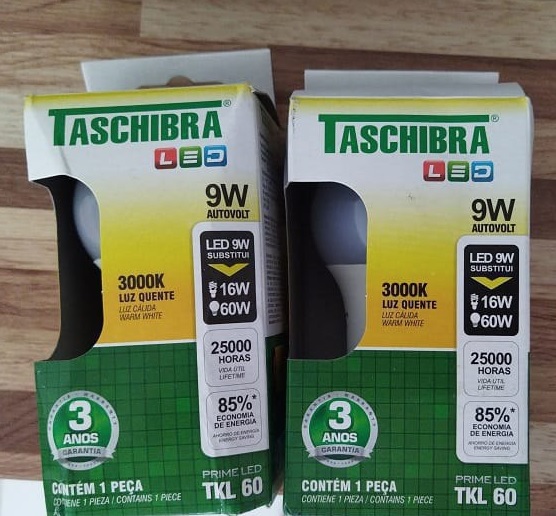 TASCHIBRA®
LED
9W
AUTOVOLT
LED 9W
SUBSTITUI
16W
60W
3000K
LUZ QUENTE
LUZ CÁLIDA
WARM WHITE
25000
HORAS
VIDA ÚTIL
LIFETIME
85%*
ECONOMIA
DE ENERGIA
AHORRO DE ENERGÍA
ENERGY SAVING
3
ANOS
GARANTIA
PRIME LED
TKL 60
CONTÉM 1 PEÇA
CONTIENE 1 PIEZA / CONTAINS 1 PIECE
TASCHIBRA®
LED
9W
AUTOVOLT
LED 9W
SUBSTITUI
16W
60W
3000K
LUZ QUENTE
LUZ CÁLIDA
WARM WHITE
25000
HORAS
VIDA ÚTIL
LIFETIME
85%*
ECONOMIA
DE ENERGIA
AHORRO DE ENERGÍA
ENERGY SAVING
3
ANOS
GARANTIA
PRIME LED
TKL 60
CONTÉM 1 PEÇA
CONTIENE 1 PIEZA / CONTAINS 1 PIECE